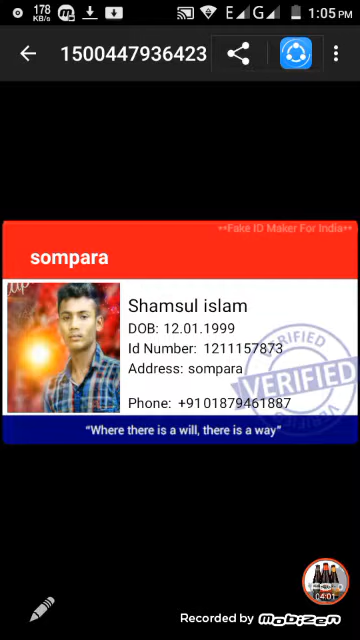 178
KB/s
E G 1:05 PM
1500447936423
**Fake ID Maker For India**
sompara
Shamsul islam
DOB: 12.01.1999
Id Number: 1211157873
Address: sompara
VERIFIED
VERIFIED
VERIFIED
Phone: +9101879461887
“Where there is a will, there is a way”
04:01
Recorded by Mobizen